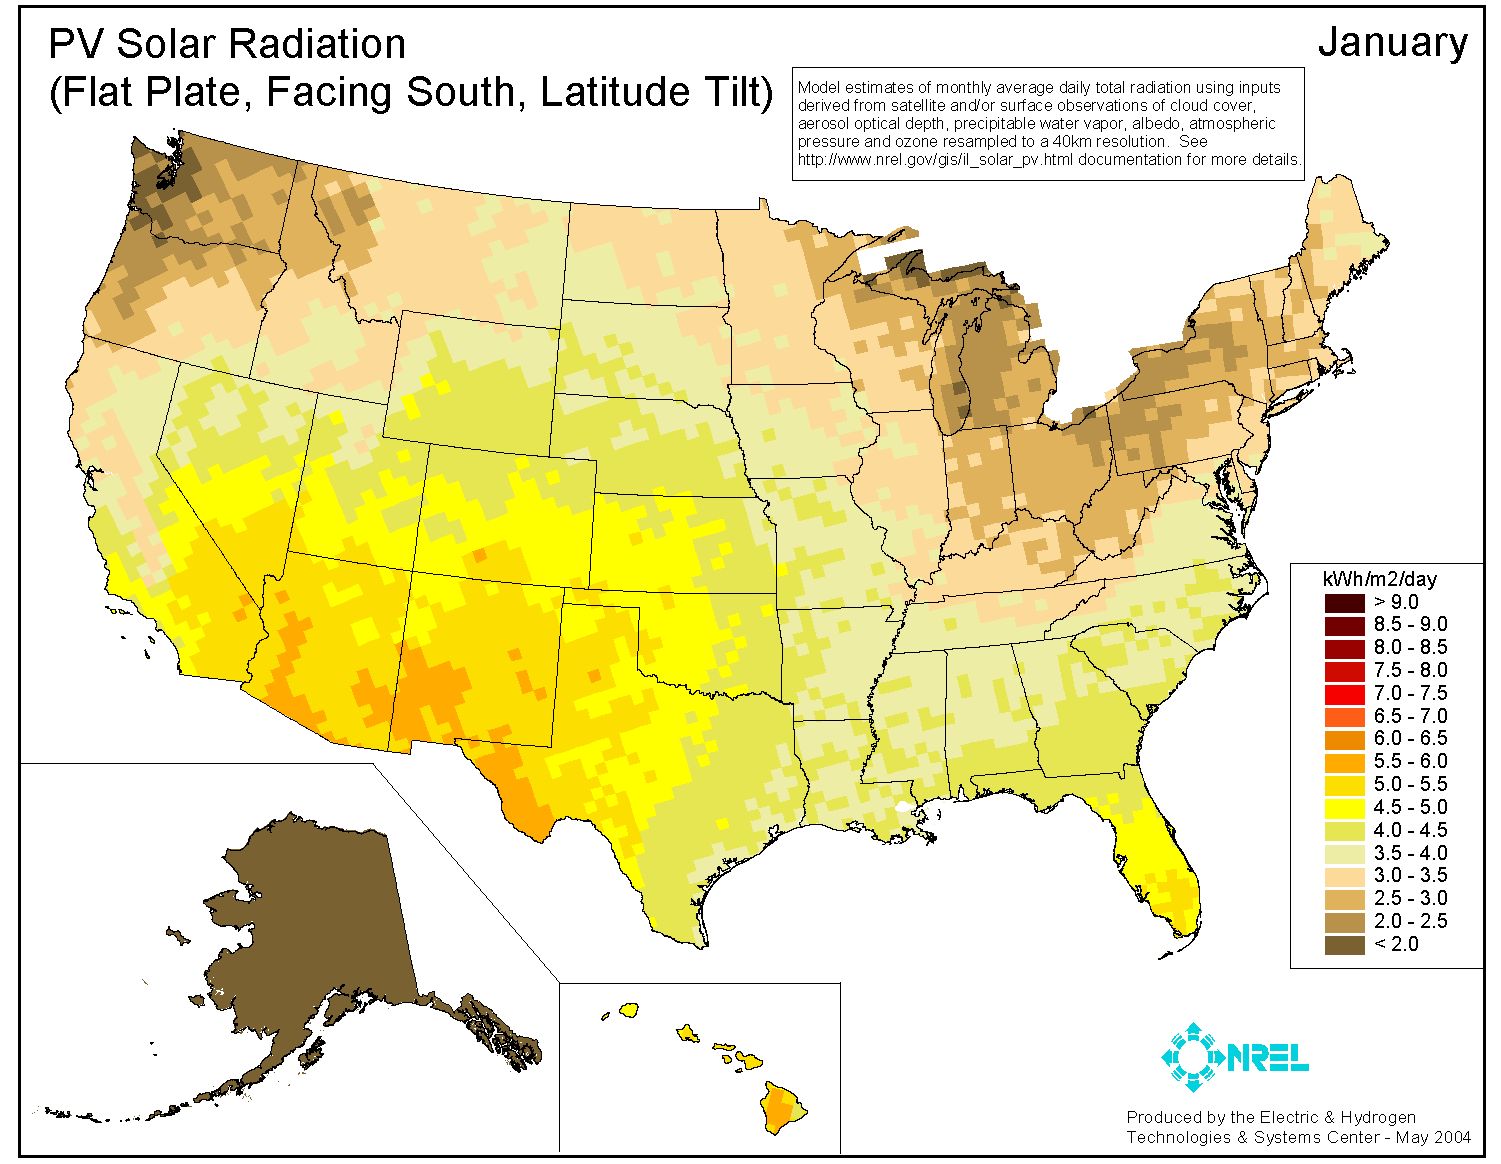 PV Solar Radiation
(Flat Plate, Facing South, Latitude Tilt)
January
Model estimates of monthly average daily total radiation using inputs
derived from satellite and/or surface observations of cloud cover,
aerosol optical depth, precipitable water vapor, albedo, atmospheric
pressure and ozone resampled to a 40km resolution. See
http://www.nrel.gov/gis/il_solar_pv.html documentation for more details.
kWh/m2/day
> 9.0
8.5 - 9.0
8.0 - 8.5
7.5 - 8.0
7.0 - 7.5
6.5 - 7.0
6.0 - 6.5
5.5 - 6.0
5.0 - 5.5
4.5 - 5.0
4.0 - 4.5
3.5 - 4.0
3.0 - 3.5
2.5 - 3.0
2.0 - 2.5
< 2.0
NREL
Produced by the Electric & Hydrogen
Technologies & Systems Center - May 2004